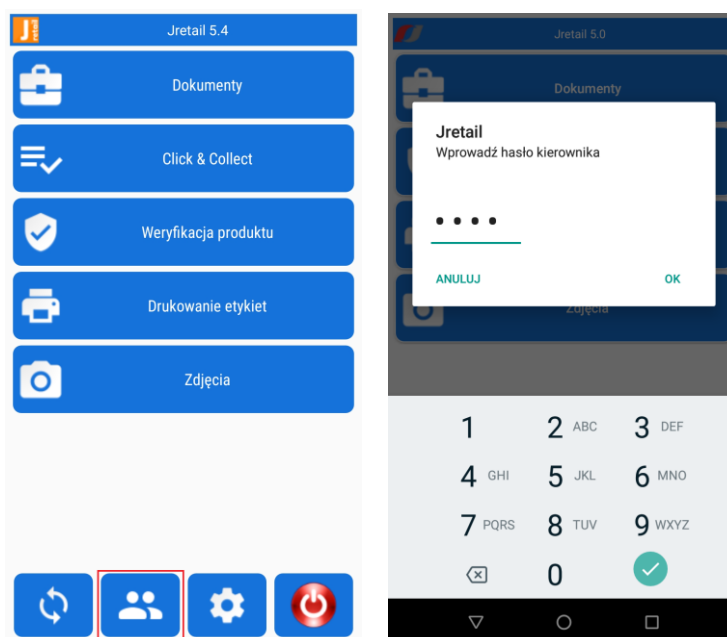 J retail
Jretail 5.4
Dokumenty
Click & Collect
Weryfikacja produktu
Drukowanie etykiet
Zdjęcia
Jretail 5.0
Dokumenty
Jretail
Wprowadź hasło kierownika
••••
ANULUJ
OK
Zdjęcia
1
2 ABC
3 DEF
4 GHI
5 JKL
6 MNO
7 PQRS
8 TUV
9 WXYZ
0